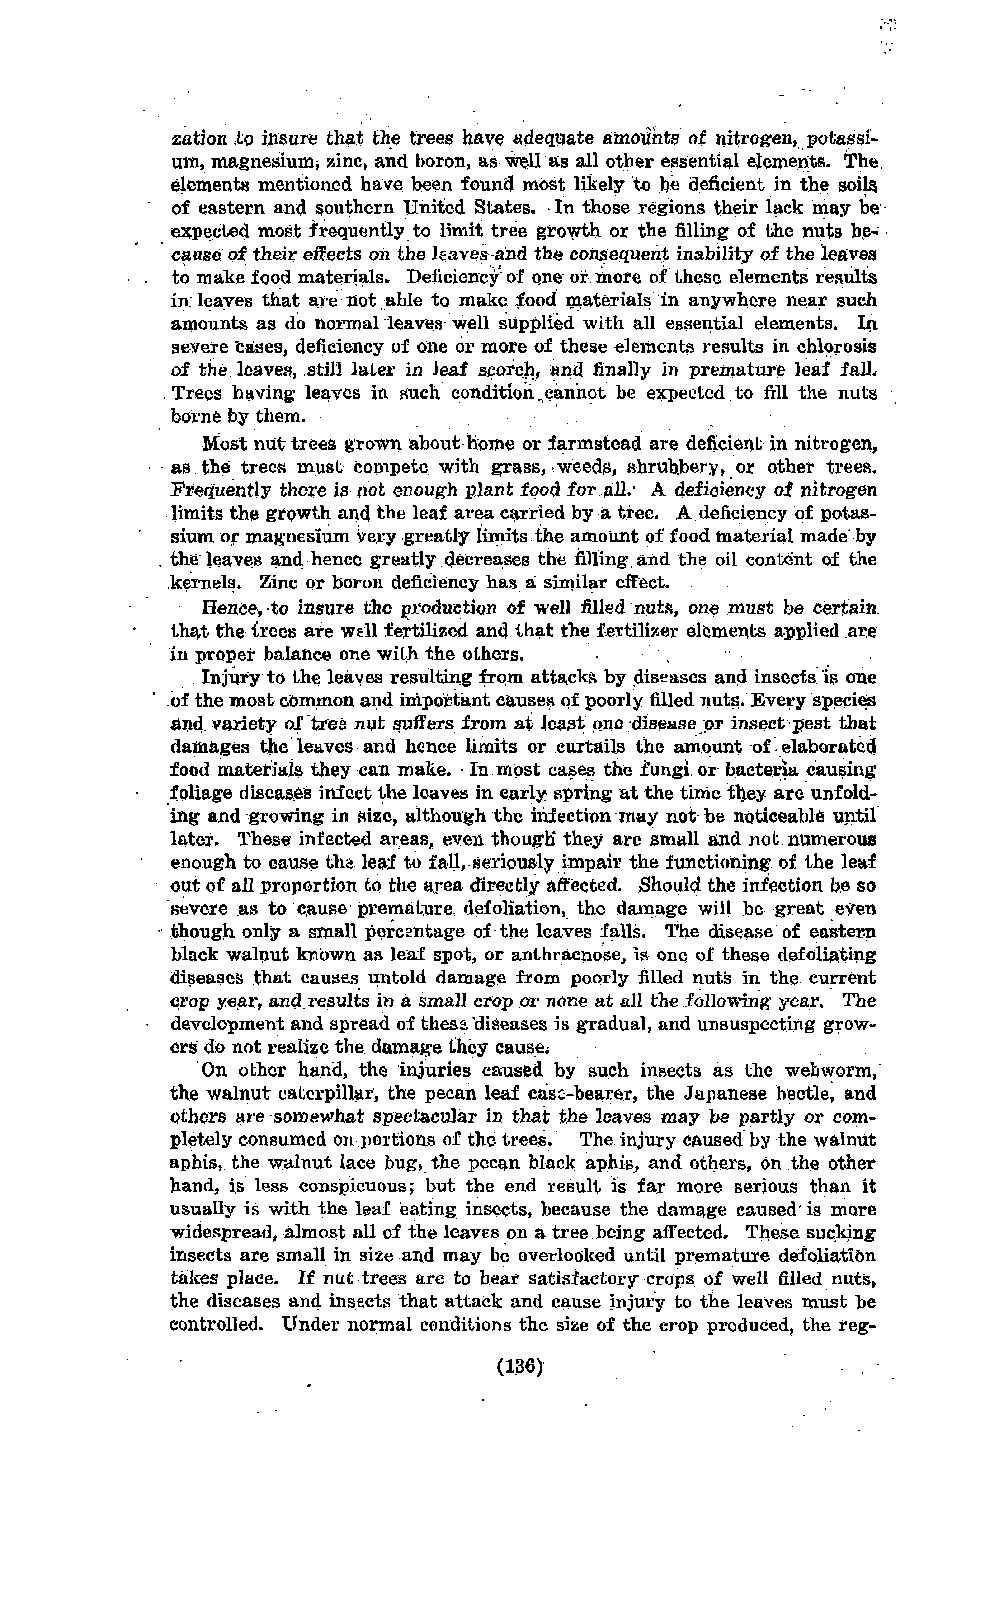 zation to insure that the trees have adequate amounts of nitrogen, potassi-
um, magnesium, zinc, and boron, as well as all other essential elements. The
elements mentioned have been found most likely to be deficient in the soils
of eastern and southern United States. In those regions their lack may be
expected most frequently to limit tree growth or the filling of the nuts be-
cause of their effects on the leaves and the consequent inability of the leaves
to make food materials. Deficiency of one or more of these elements results
in leaves that are not able to make food materials in anywhere near such
amounts as do normal leaves well supplied with all essential elements. In
severe cases, deficiency of one or more of these elements results in chlorosis
of the leaves, still later in leaf scorch, and finally in premature leaf fall.
Trees having leaves in such condition cannot be expected to fill the nuts
borne by them.
Most nut trees grown about home or farmstead are deficient in nitrogen,
as the trees must compete with grass, weeds, shrubbery, or other trees.
Frequently there is not enough plant food for all. A deficiency of nitrogen
limits the growth and the leaf area carried by a tree. A deficiency of potas-
sium or magnesium very greatly limits the amount of food material made by
the leaves and hence greatly decreases the filling and the oil content of the
kernels. Zinc or boron deficiency has a similar effect.
Hence, to insure the production of well filled nuts, one must be certain
that the trees are well fertilized and that the fertilizer elements applied are
in proper balance one with the others.
Injury to the leaves resulting from attacks by diseases and insects is one
of the most common and important causes of poorly filled nuts. Every species
and variety of tree nut suffers from at least one disease or insect pest that
damages the leaves and hence limits or curtails the amount of elaborated
food materials they can make. In most cases the fungi or bacteria causing
foliage diseases infect the leaves in early spring at the time they are unfold-
ing and growing in size, although the infection may not be noticeable until
later. These infected areas, even though they are small and not numerous
enough to cause the leaf to fall, seriously impair the functioning of the leaf
out of all proportion to the area directly affected. Should the infection be so
severe as to cause premature defoliation, the damage will be great even
though only a small percentage of the leaves falls. The disease of eastern
black walnut known as leaf spot, or anthracnose, is one of these defoliating
diseases that causes untold damage from poorly filled nuts in the current
crop year, and results in a small crop or none at all the following year. The
development and spread of these diseases is gradual, and unsuspecting grow-
ers do not realize the damage they cause.
On other hand, the injuries caused by such insects as the webworm,
the walnut caterpillar, the pecan leaf case-bearer, the Japanese beetle, and
others are somewhat spectacular in that the leaves may be partly or com-
pletely consumed on portions of the trees. The injury caused by the walnut
aphis, the walnut lace bug, the pecan black aphis, and others, on the other
hand, is less conspicuous; but the end result is far more serious than it
usually is with the leaf eating insects, because the damage caused is more
widespread, almost all of the leaves on a tree being affected. These sucking
insects are small in size and may be overlooked until premature defoliation
takes place. If nut trees are to bear satisfactory crops of well filled nuts,
the diseases and insects that attack and cause injury to the leaves must be
controlled. Under normal conditions the size of the crop produced, the reg-
(136)